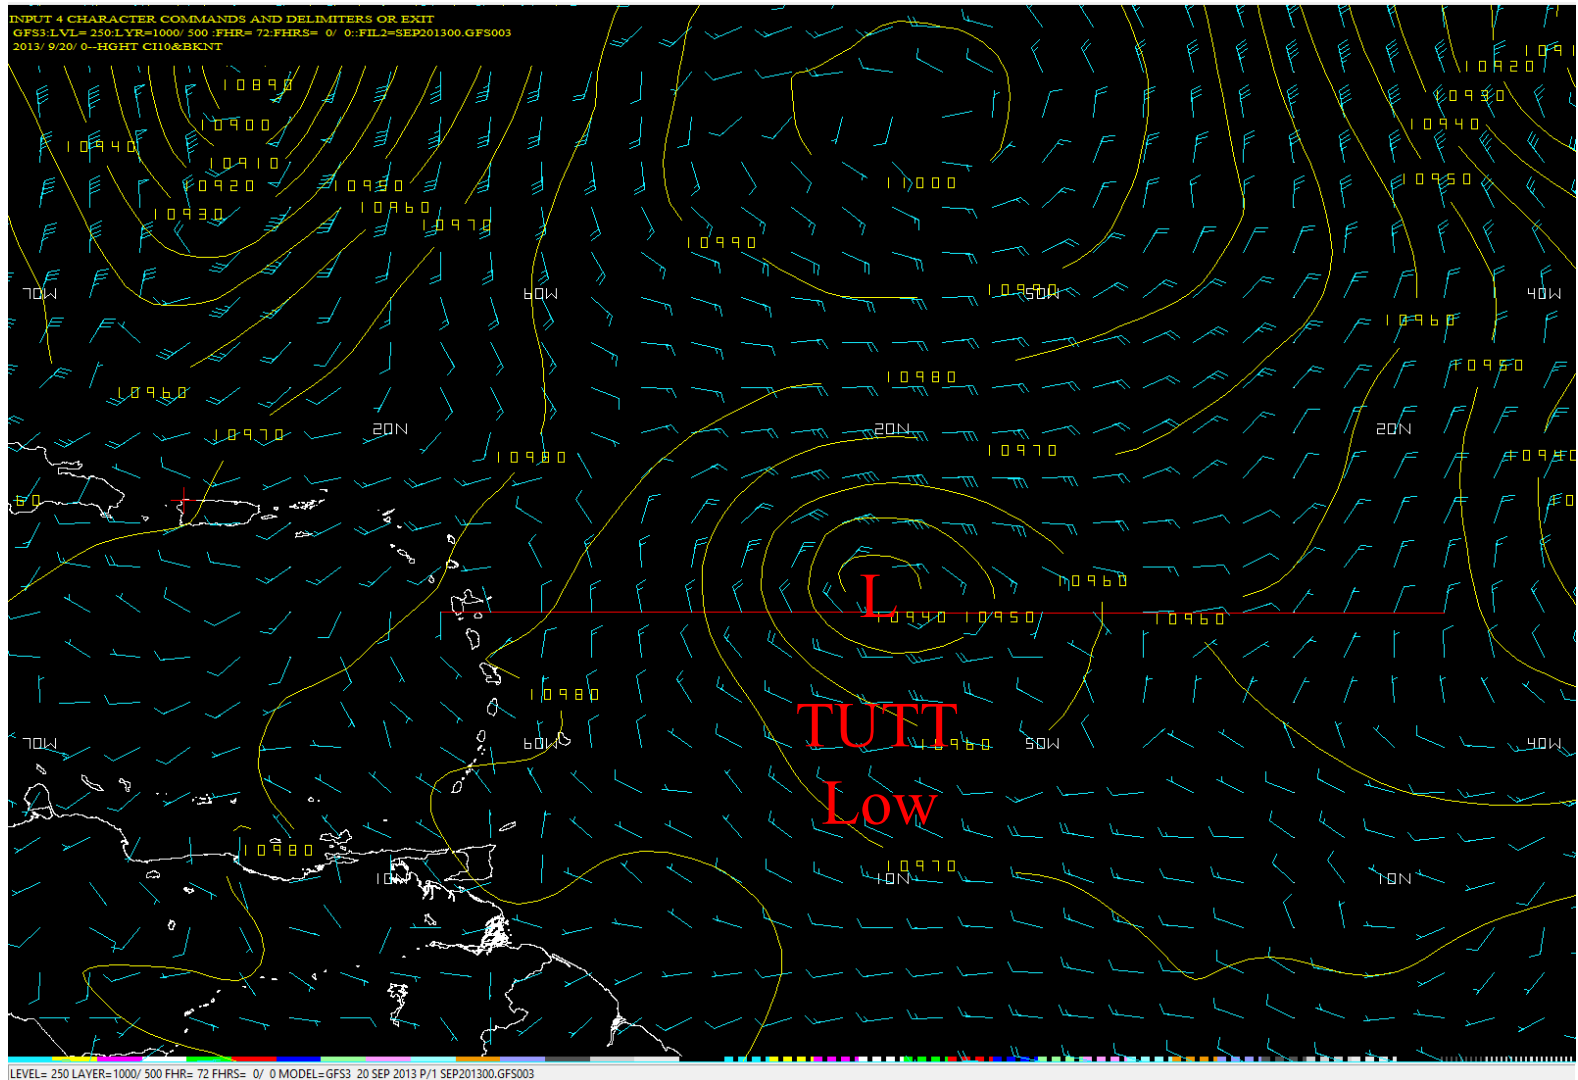 INPUT 4 CHARACTER COMMANDS AND DELIMITERS OR EXIT
GFS3:LVL= 250:LYR=1000/ 500 :FHR= 72:FHRS=  0/  0::FIL2=SEP201300.GFS003
2013/ 9/20/ 0--HGHT CI10&BKNT
10920
10890
10930
10900
10940
10940
10910
10920
10950
11000
10950
10930
10960
10970
10990
10990
70W
60W
50W
40W
10960
10950
10980
10960
10970
20N
20N
20N
10980
10970
60
10960
L
10940
10950
10960
10980
TUTT
70W
60W
10960
50W
40W
Low
10980
10970
10N
10N
10N
LEVEL= 250 LAYER=1000/ 500 FHR= 72 FHRS=  0/  0 MODEL=GFS3  20 SEP 2013 P/1 SEP201300.GFS003